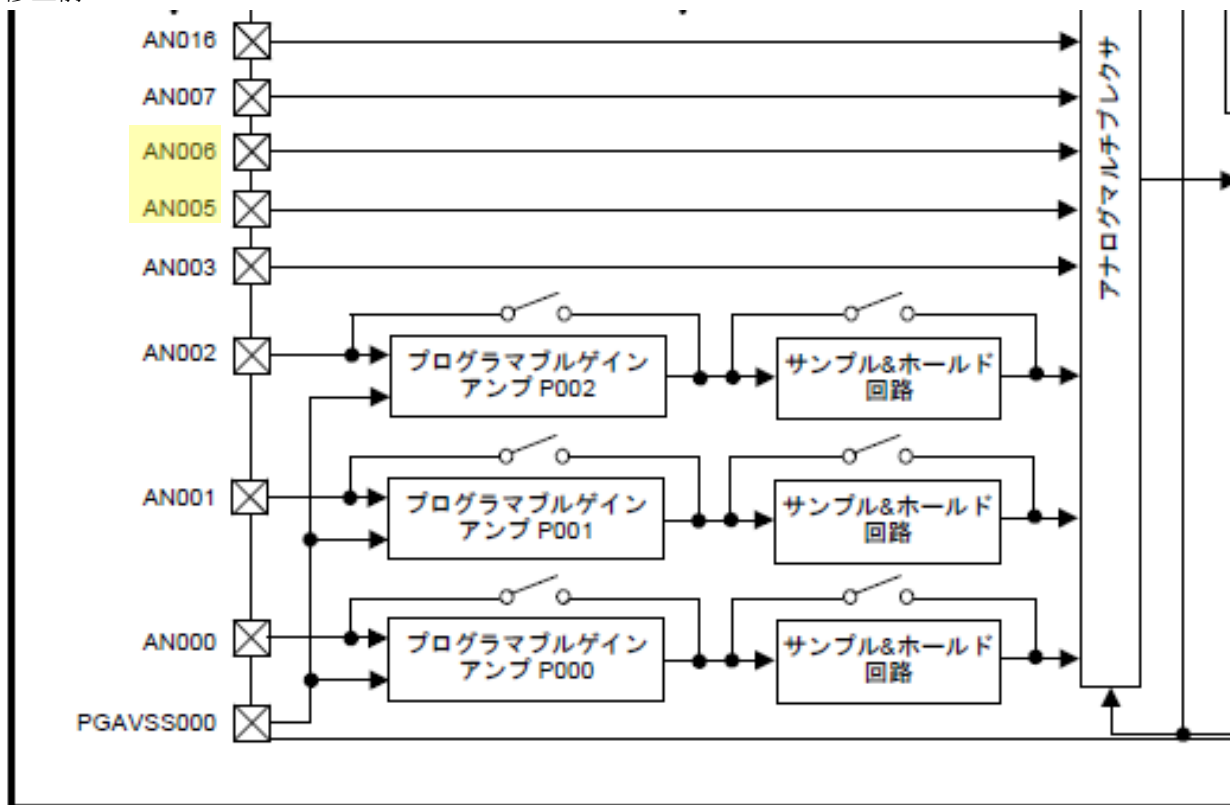 AN016
AN007
AN006
AN005
AN003
AN002
プログラマブルゲイン
アンプ P002
サンプル&ホールド
回路
AN001
プログラマブルゲイン
アンプ P001
サンプル&ホールド
回路
AN000
プログラマブルゲイン
アンプ P000
サンプル&ホールド
回路
PGAVSS000
アナログマルチプレクサ